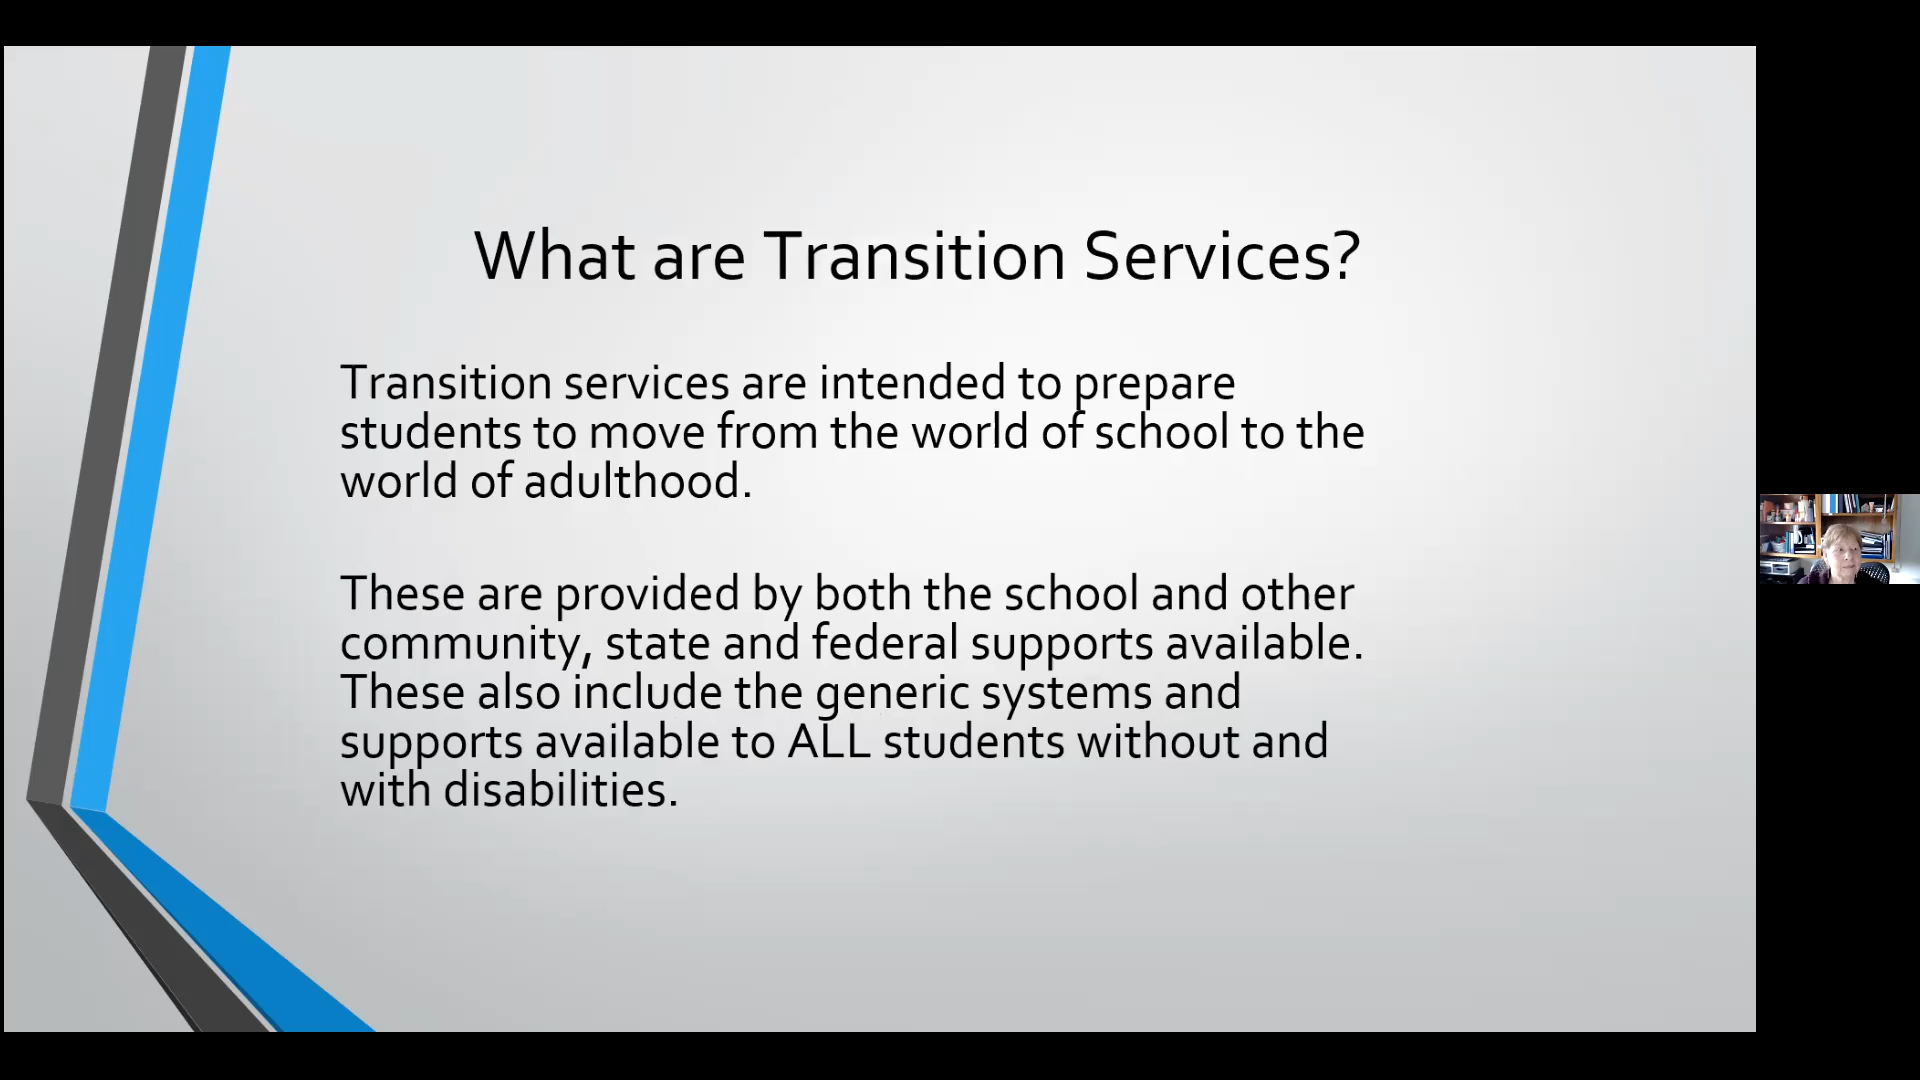 What are Transition Services?
Transition services are intended to prepare
students to move from the world of school to the
world of adulthood.
These are provided by both the school and other
community, state and federal supports available.
These also include the generic systems and
supports available to ALL students without and
with disabilities.